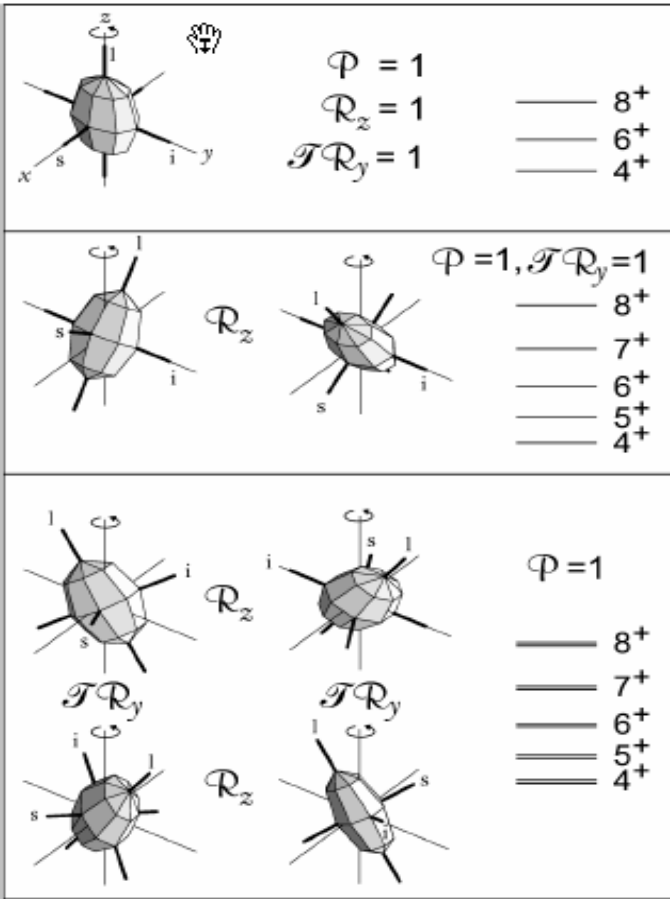 z
l
s
i
x
y
𝒫 = 1
ℛz = 1
𝒯ℛy = 1
8+
6+
4+
l
s
i
ℛz
l
s
i
𝒫 =1, 𝒯ℛy=1
8+
7+
6+
5+
4+
l
i
s
ℛz
i
s
l
𝒫 =1
𝒯ℛy
𝒯ℛy
i
l
s
ℛz
l
s
i
8+
7+
6+
5+
4+